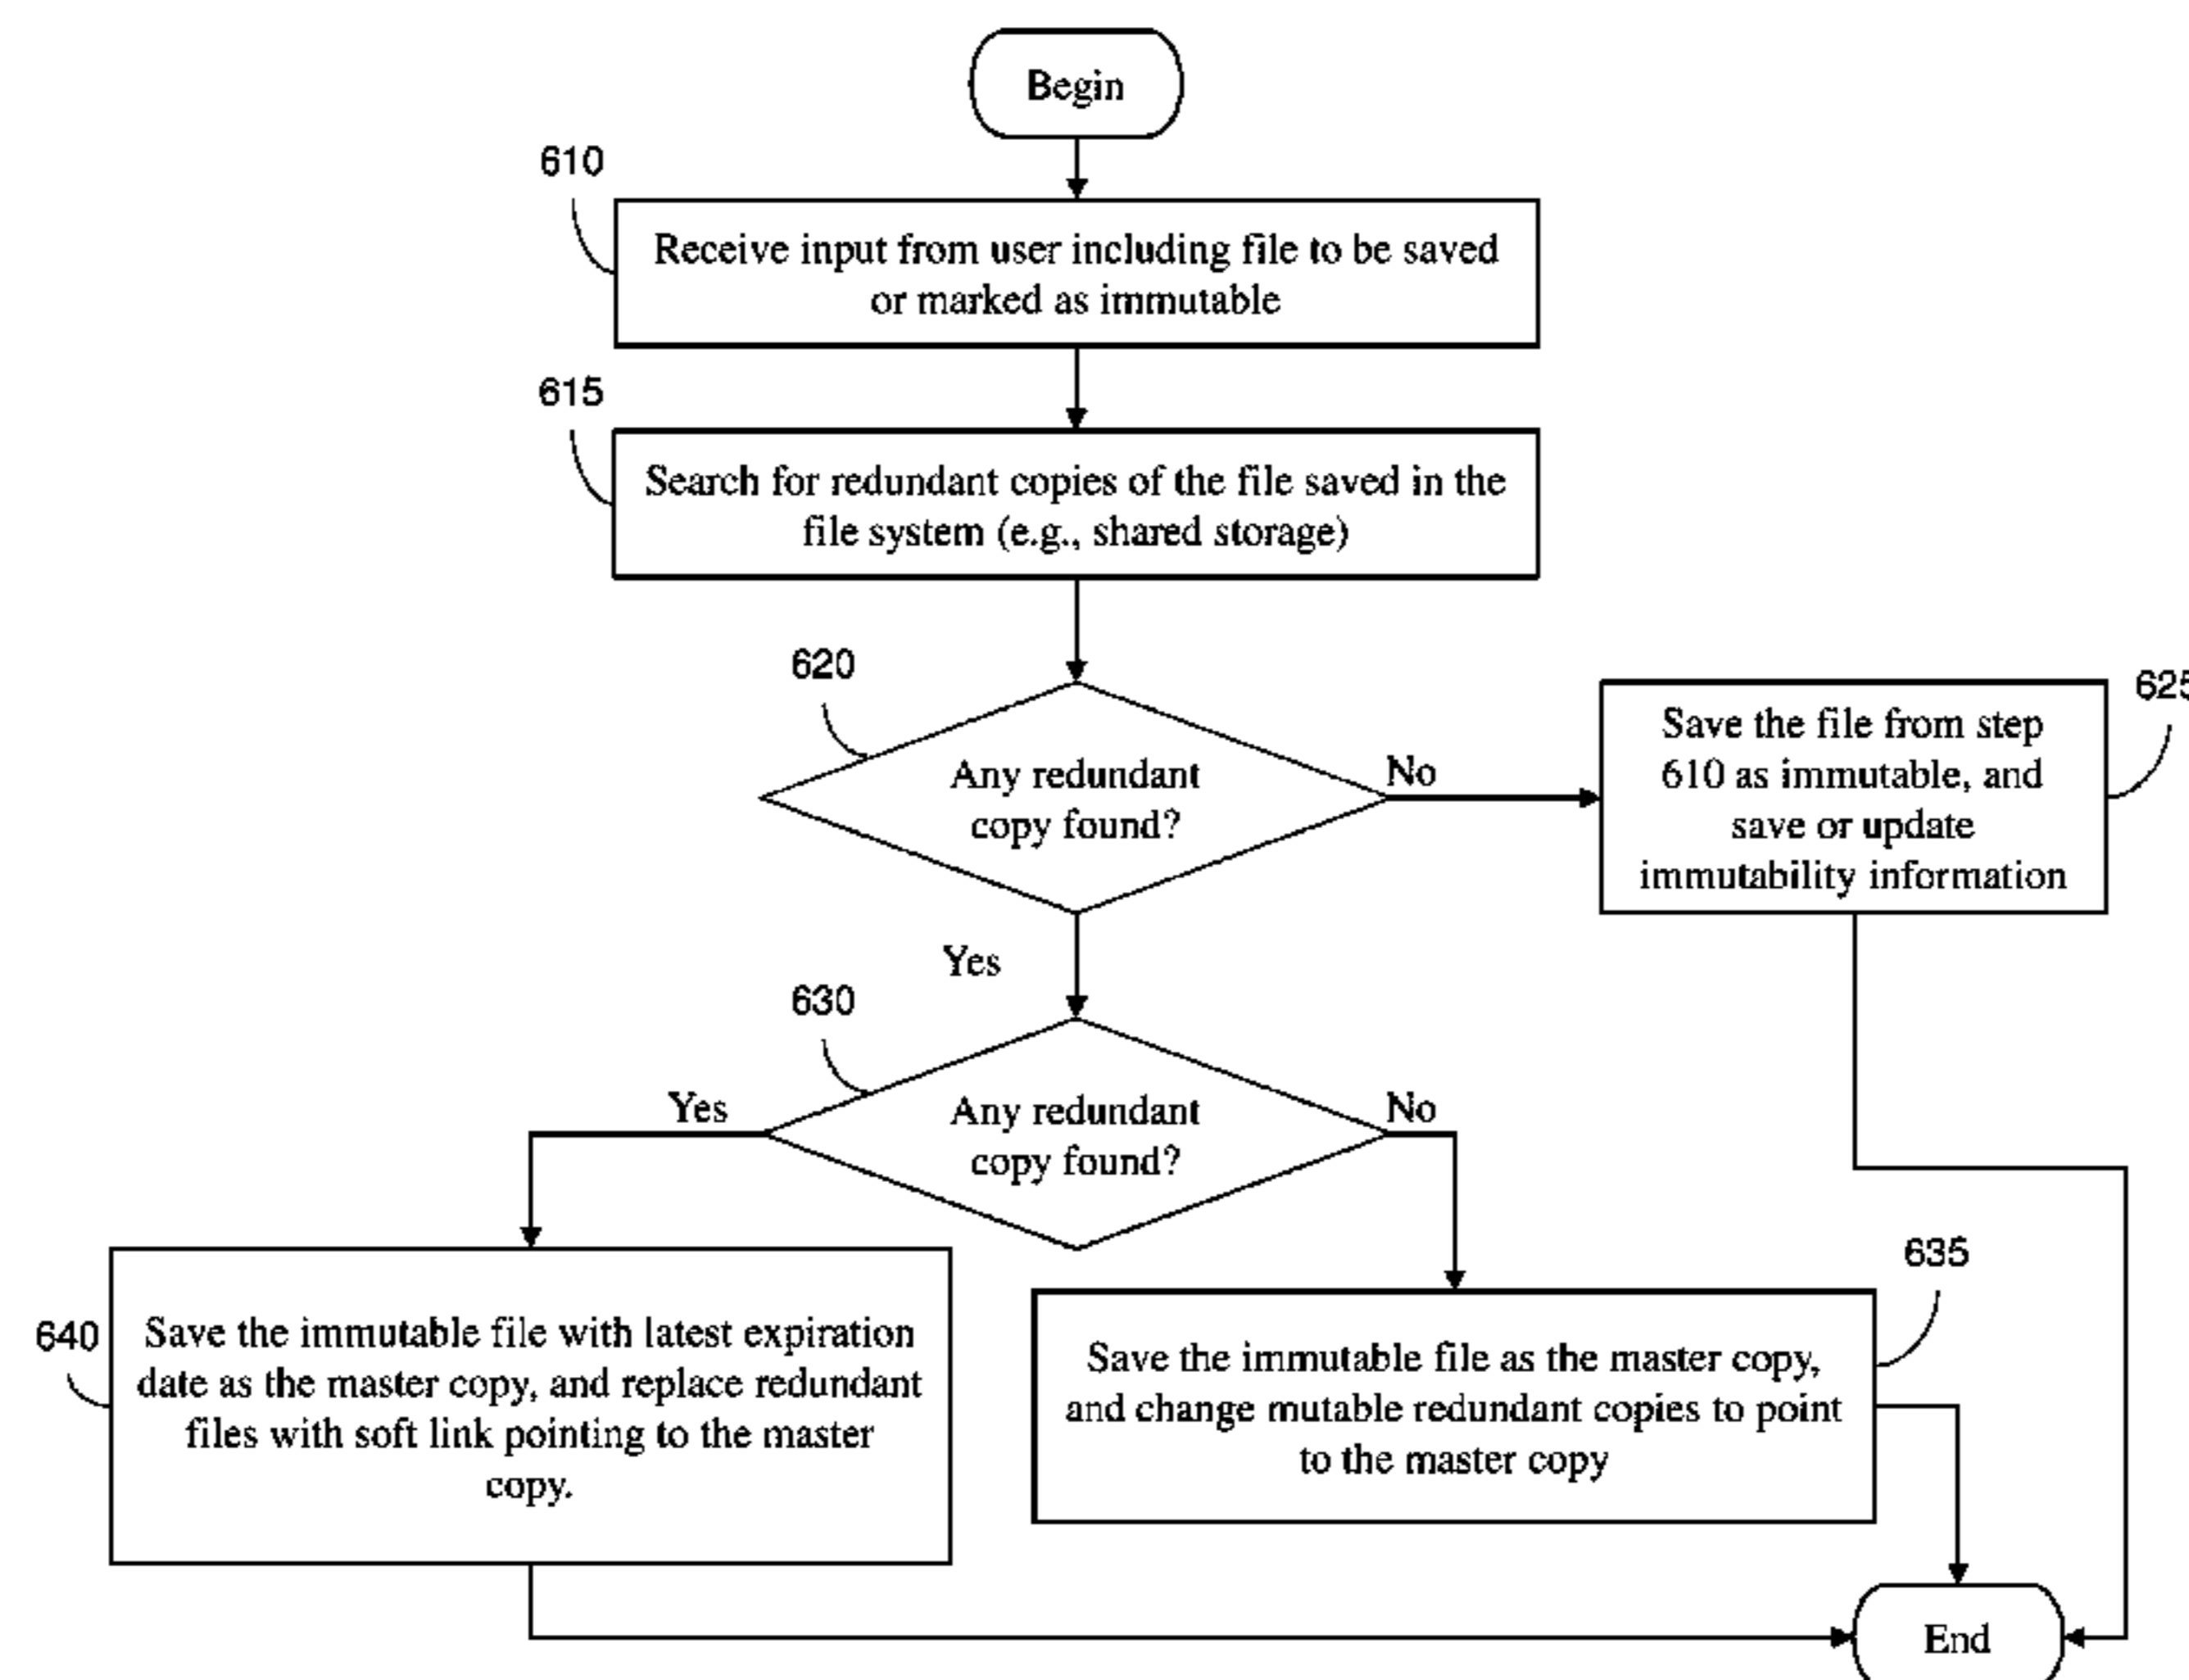 Begin
610
Receive input from user including file to be saved
or marked as immutable
615
Search for redundant copies of the file saved in the
file system (e.g., shared storage)
620
Any redundant
copy found?
No
625
Save the file from step
610 as immutable, and
save or update
immutability information
Yes
630
Any redundant
copy found?
Yes
No
640
Save the immutable file with latest expiration
date as the master copy, and replace redundant
files with soft link pointing to the master
copy.
635
Save the immutable file as the master copy,
and change mutable redundant copies to point
to the master copy
End